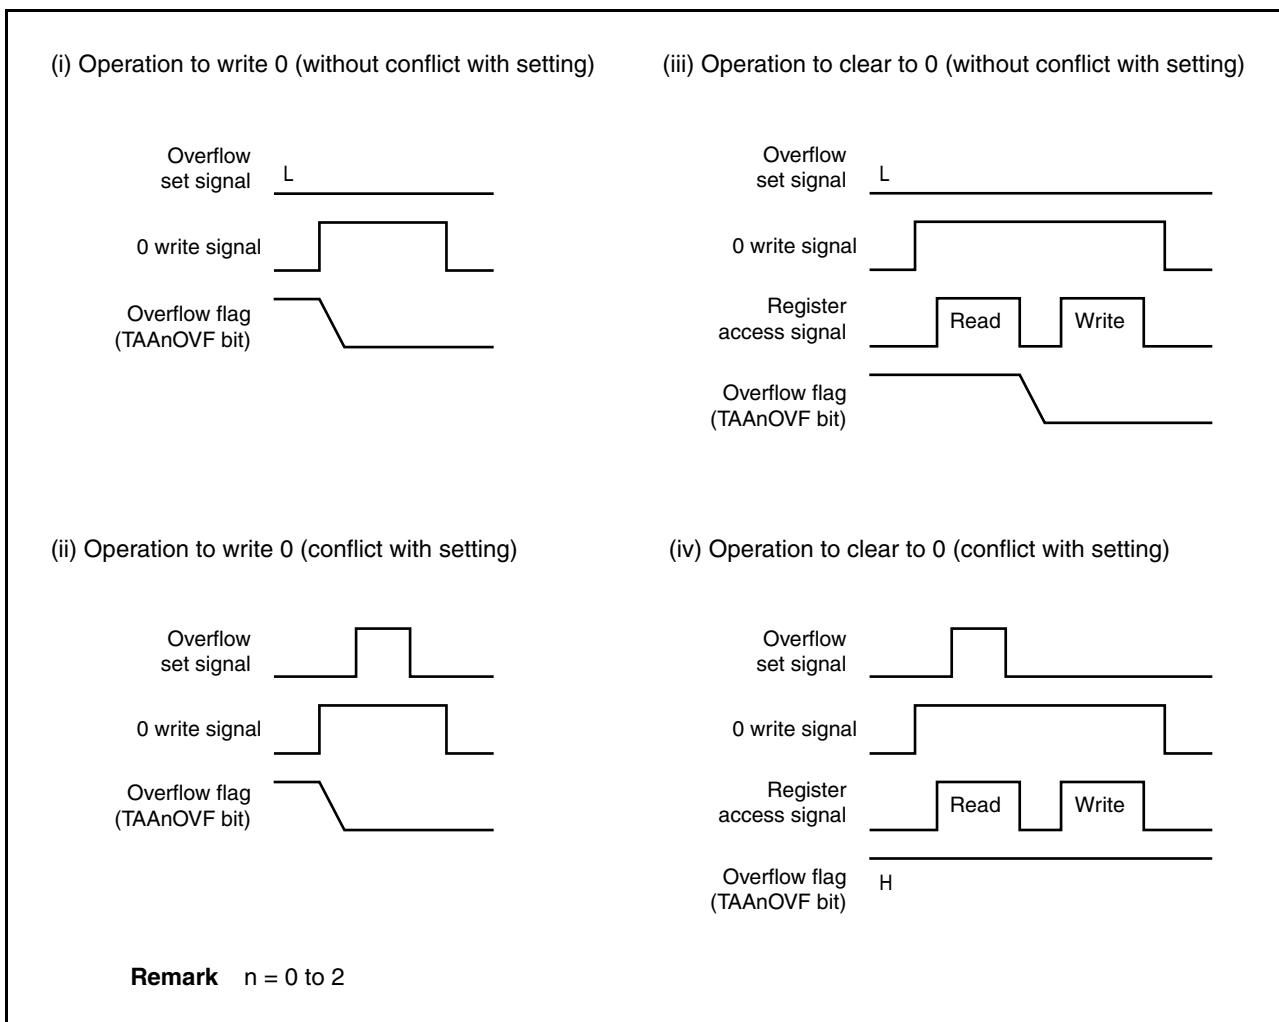 (i) Operation to write 0 (without conflict with setting)
Overflow
set signal
L
0 write signal
Overflow flag
(TAAnOVF bit)
(iii) Operation to clear to 0 (without conflict with setting)
Overflow
set signal
L
0 write signal
Register
access signal
Read
Write
Overflow flag
(TAAnOVF bit)
(ii) Operation to write 0 (conflict with setting)
Overflow
set signal
0 write signal
Overflow flag
(TAAnOVF bit)
(iv) Operation to clear to 0 (conflict with setting)
Overflow
set signal
0 write signal
Register
access signal
Read
Write
Overflow flag
(TAAnOVF bit)
H
Remark n = 0 to 2